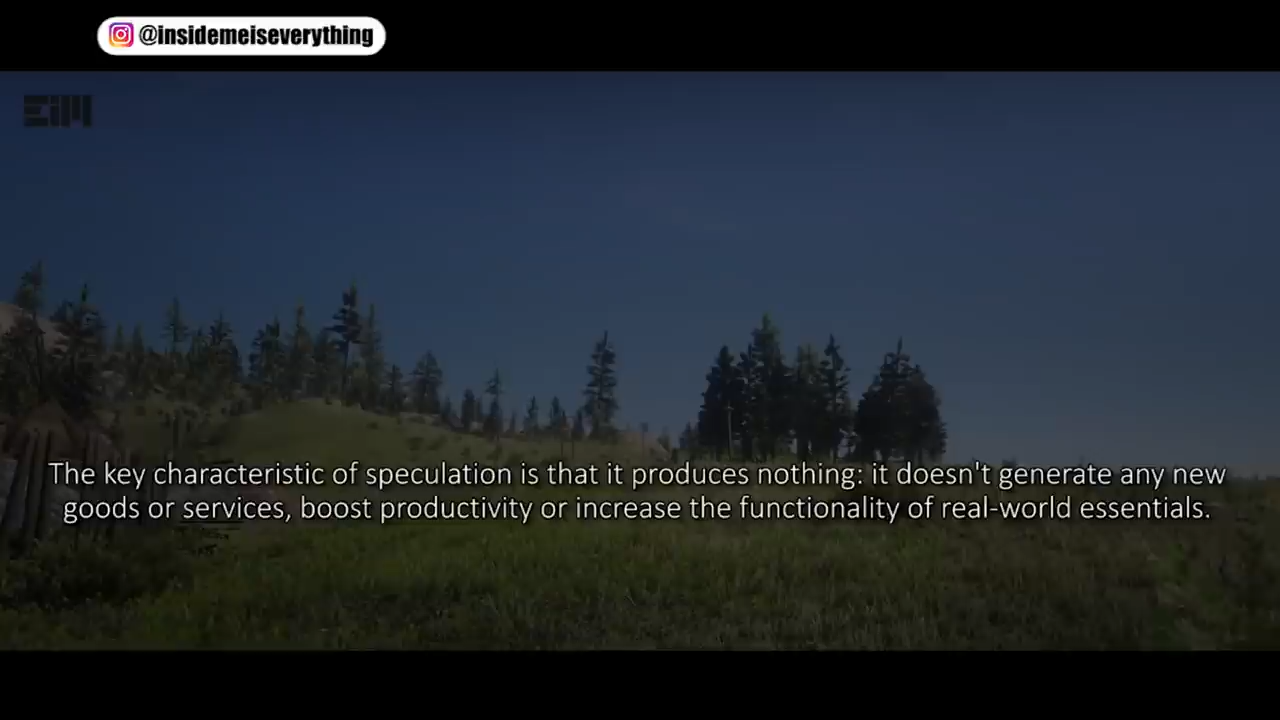 @insidemeiseverything
EiM
The key characteristic of speculation is that it produces nothing: it doesn't generate any new
goods or services, boost productivity or increase the functionality of real-world essentials.